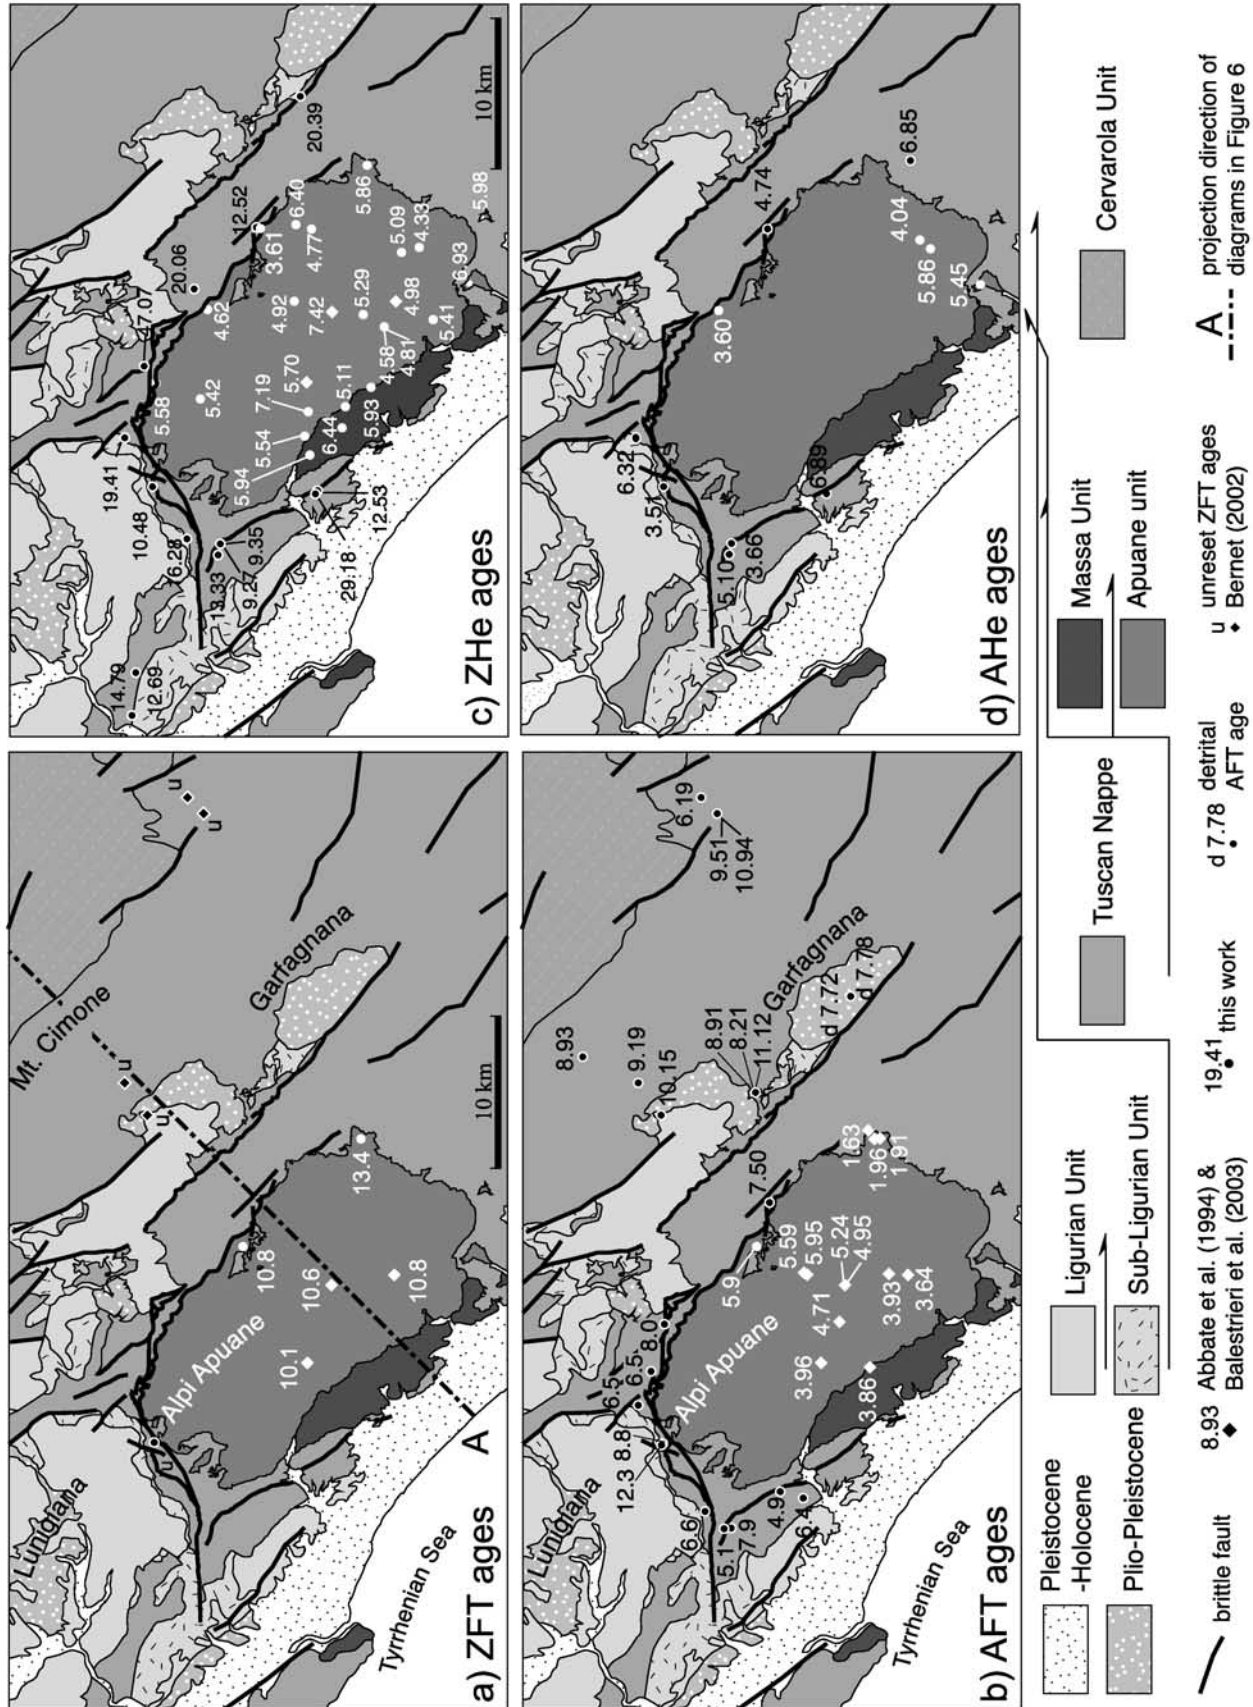 a) ZFT ages
Lunigiana
Mt. Cimone
Garfagnana
Alpi Apuane
Tyrrhenian Sea
A
10 km
u
u
u
u
u
10.8
13.4
10.6
10.1
10.8
b) AFT ages
Lunigiana
Garfagnana
Alpi Apuane
Tyrrhenian Sea
8.93
9.19
10.15
6.19
9.51
10.94
8.91
8.21
11.12
d 7.72
d 7.78
7.50
6.5
6.5
8.0
12.3
8.8
6.6
5.1
7.9
4.9
6.4
5.9
5.59
5.95
5.24
4.95
4.71
3.96
3.86
3.93
3.64
1.63
1.96
1.91
c) ZHe ages
10 km
14.79
12.69
19.41
10.48
6.28
13.33
9.27
9.35
29.18
12.53
47.0
20.06
12.52
20.39
5.58
5.42
4.62
3.61
6.40
4.77
4.92
7.42
5.86
5.70
7.19
5.54
5.94
6.44
5.11
5.93
5.29
4.58
4.81
4.98
5.09
4.33
5.41
6.93
5.98
d) AHe ages
6.32
3.51
5.10
3.66
6.89
3.60
4.74
6.85
4.04
5.86
5.45
Pleistocene
-Holocene
Plio-Pleistocene
Ligurian Unit
Sub-Ligurian Unit
Tuscan Nappe
Massa Unit
Apuane unit
Cervarola Unit
brittle fault
8.93 Abbate et al. (1994) &
Balestrieri et al. (2003)
19.41 this work
d 7.78 detrital
AFT age
u unreset ZFT ages
Bernet (2002)
A projection direction of
diagrams in Figure 6